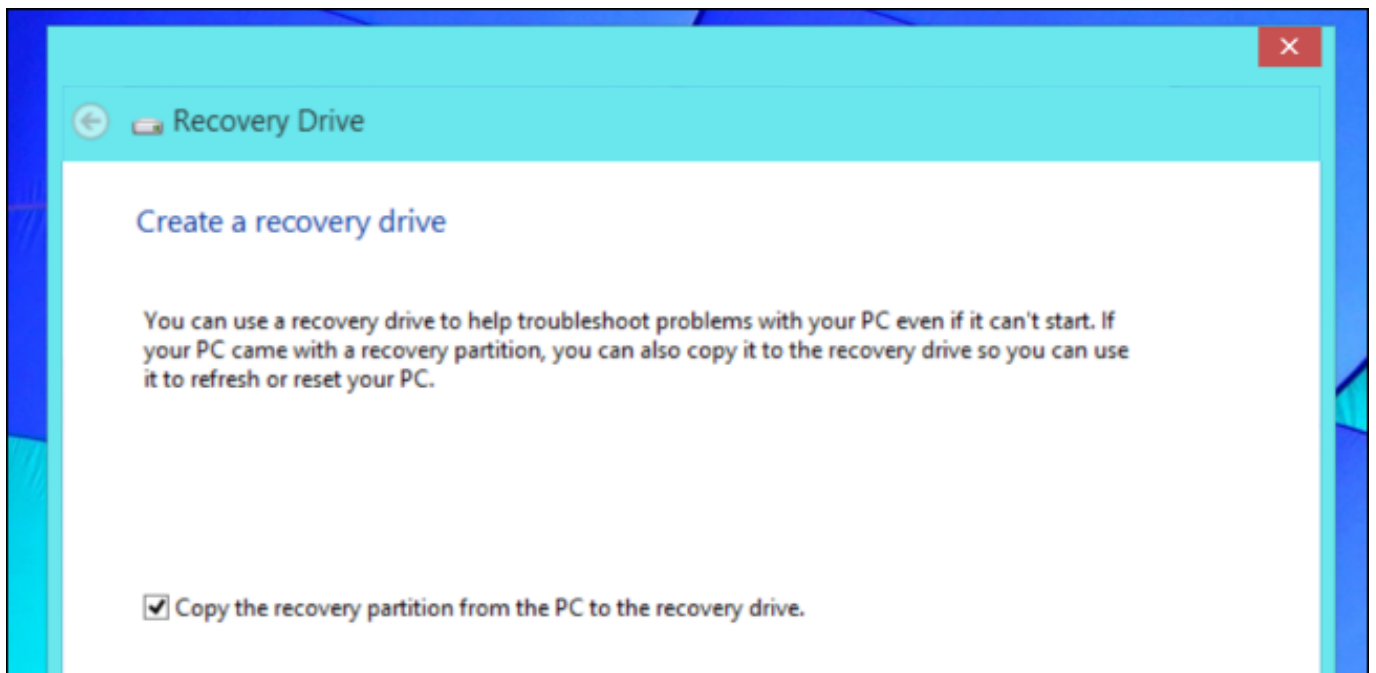 Recovery Drive
Create a recovery drive
You can use a recovery drive to help troubleshoot problems with your PC even if it can't start. If
your PC came with a recovery partition, you can also copy it to the recovery drive so you can use
it to refresh or reset your PC.
Copy the recovery partition from the PC to the recovery drive.